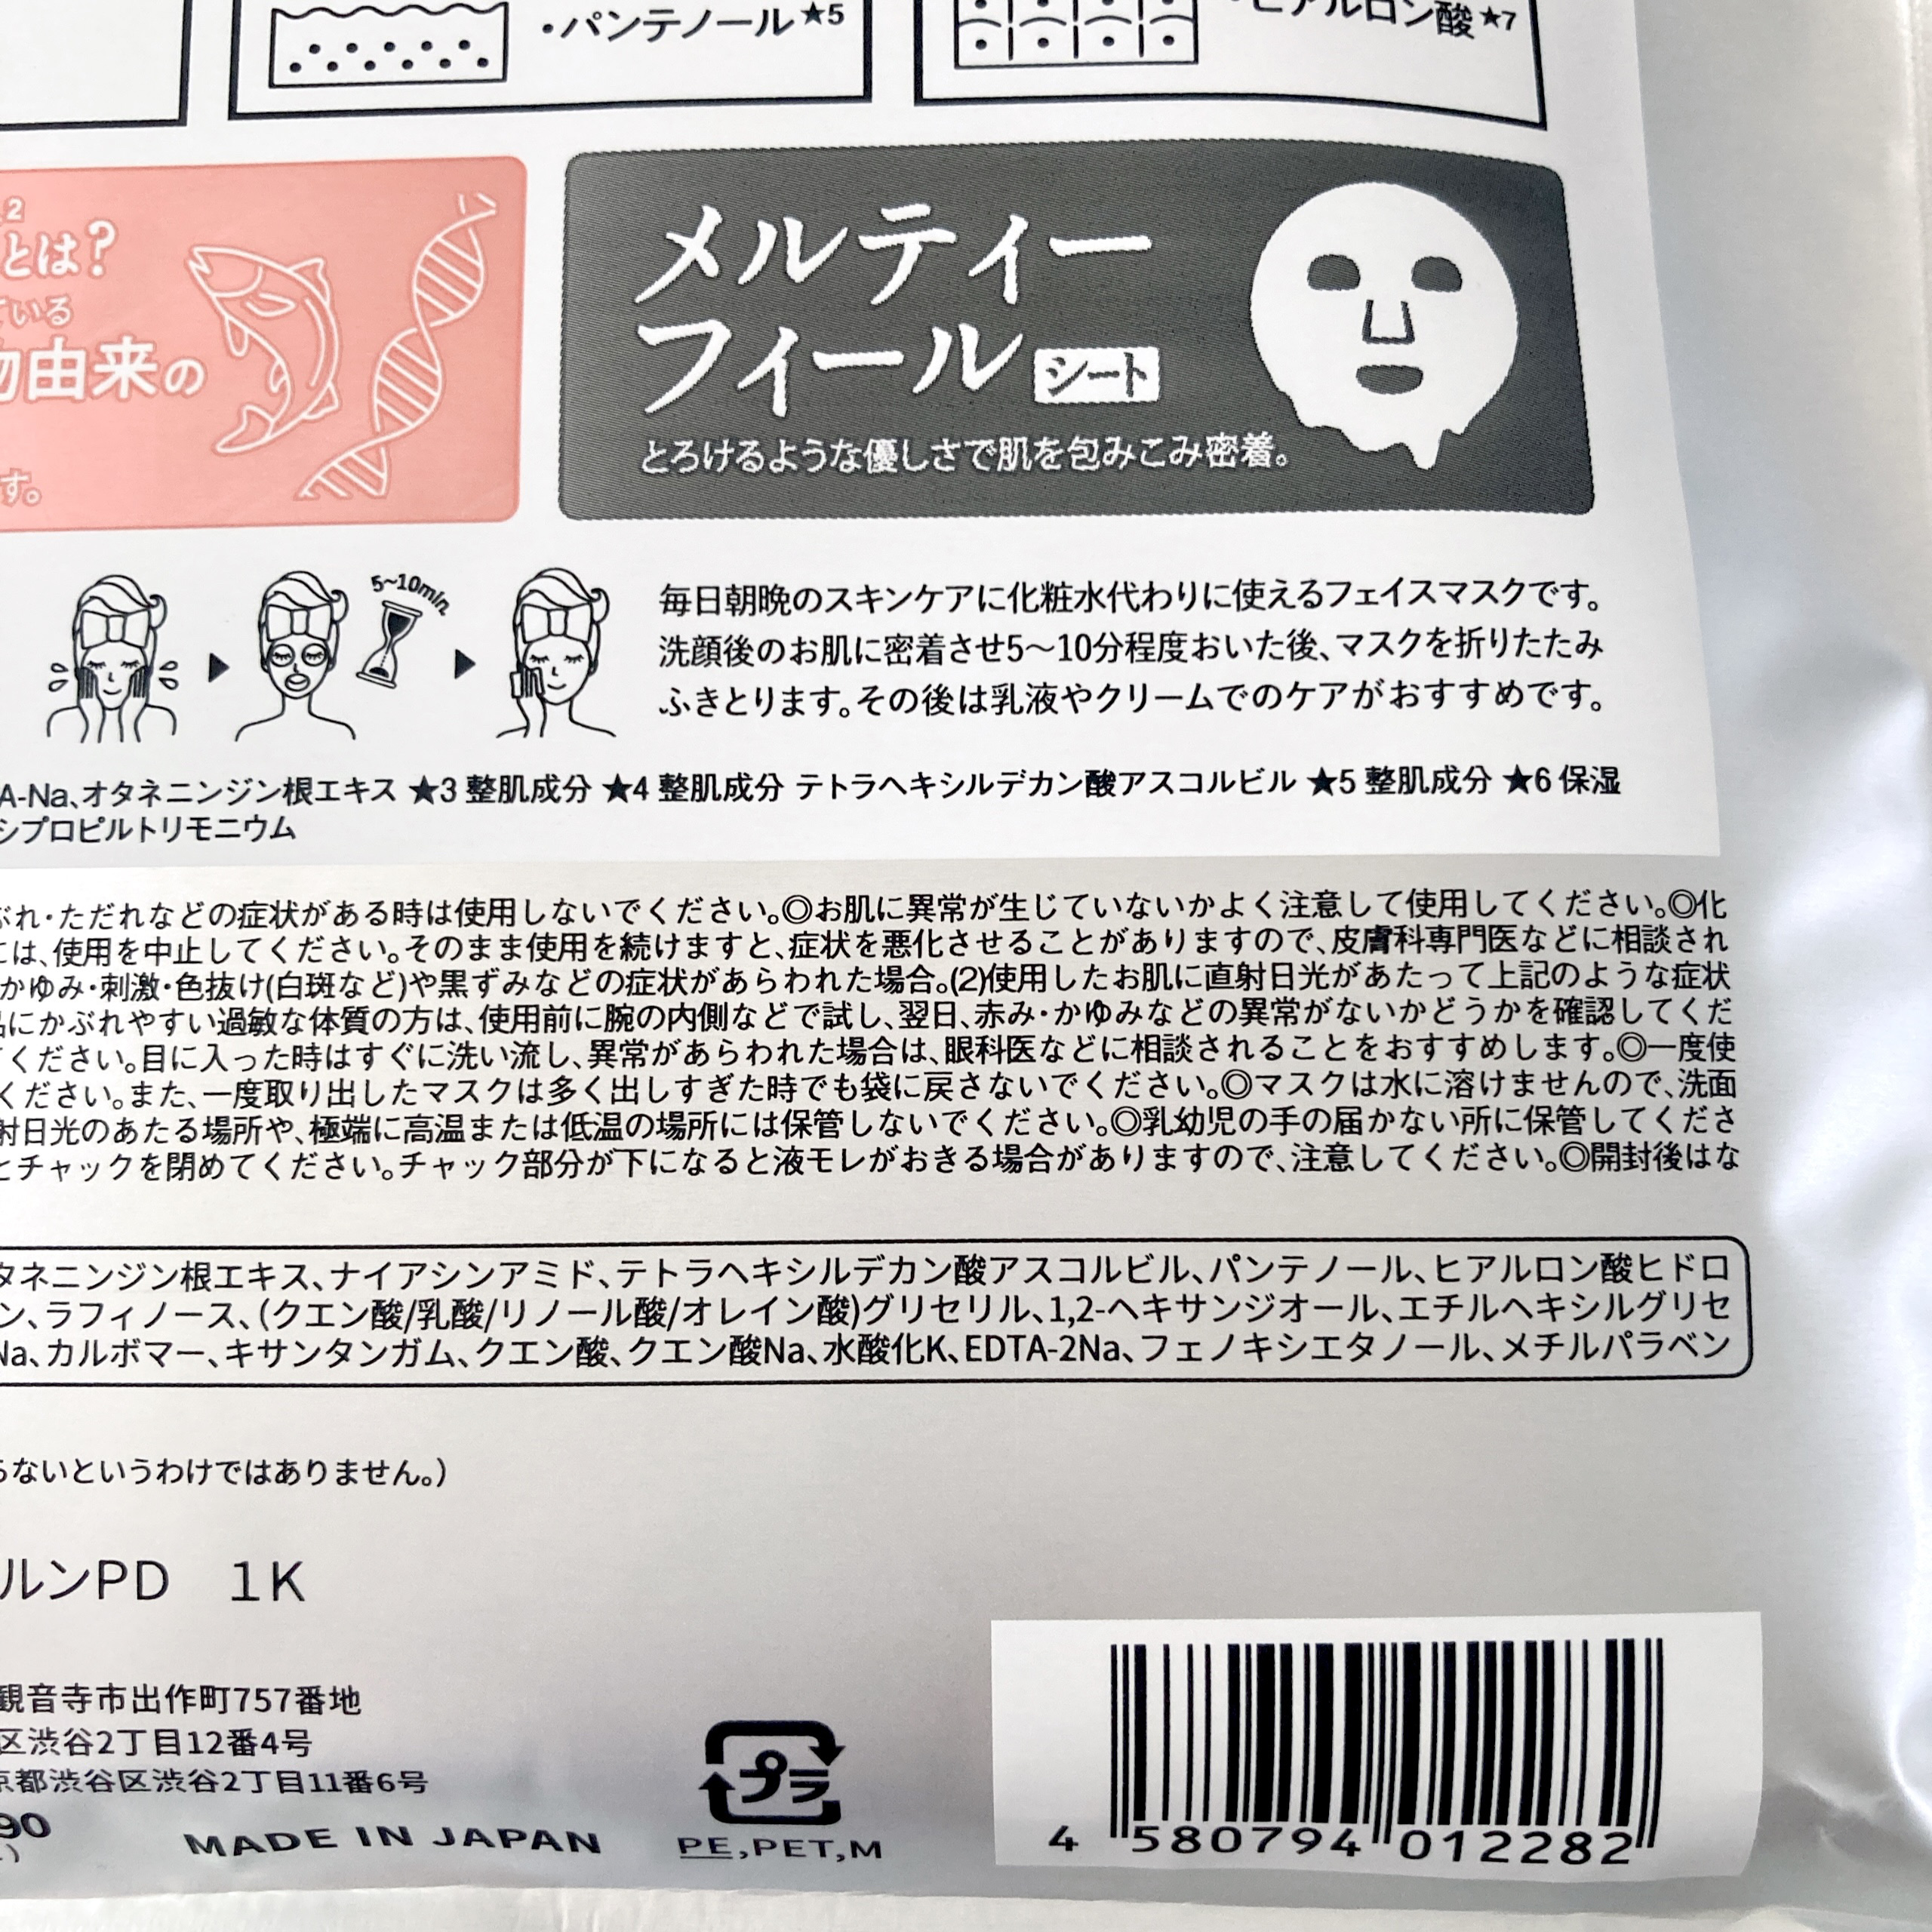 ・パンテノール★5
ヒアルロン酸★7
2
とは?
ている
物由来の
す。
メルティー
フィール シート
とろけるような優しさで肌を包みこみ密着。
5~10min.
毎日朝晩のスキンケアに化粧水代わりに使えるフェイスマスクです。
洗顔後のお肌に密着させ5〜10分程度おいた後、マスクを折りたたみ
ふきとります。その後は乳液やクリームでのケアがおすすめです。
A-Na、オタネニンジン根エキス ★3 整肌成分 ★4 整肌成分 テトラヘキシルデカン酸アスコルビル ★5 整肌成分 ★6 保湿
シプロピルトリモニウム
ぶれ・ただれなどの症状がある時は使用しないでください。◎お肌に異常が生じていないかよく注意して使用してください。◎化
には、使用を中止してください。そのまま使用を続けますと、症状を悪化させることがありますので、皮膚科専門医などに相談され
かゆみ・刺激・色抜け(白斑など)や黒ずみなどの症状があらわれた場合。(2)使用したお肌に直射日光があたって上記のような症状
品にかぶれやすい過敏な体質の方は、使用前に腕の内側などで試し、翌日、赤み・かゆみなどの異常がないかどうかを確認してくだ
てください。目に入った時はすぐに洗い流し、異常があらわれた場合は、眼科医などに相談されることをおすすめします。◎一度使
ください。また、一度取り出したマスクは多く出しすぎた時でも袋に戻さないでください。◎マスクは水に溶けませんので、洗面
射日光のあたる場所や、極端に高温または低温の場所には保管しないでください。◎乳幼児の手の届かない所に保管してくださ
とチャックを閉めてください。チャック部分が下になると液モレがおきる場合がありますので、注意してください。◎開封後はな
タネニンジン根エキス、ナイアシンアミド、テトラヘキシルデカン酸アスコルビル、パンテノール、ヒアルロン酸ヒドロ
ン、ラフィノース、(クエン酸/乳酸/リノール酸/オレイン酸)グリセリル、1,2-ヘキサンジオール、エチルヘキシルグリセ
Na、カルボマー、キサンタンガム、クエン酸、クエン酸Na、水酸化K、EDTA-2Na、フェノキシエタノール、メチルパラベン
らないというわけではありません。)
ルンPD　1K
観音寺市出作町757番地
区渋谷2丁目12番4号
京都渋谷区渋谷2丁目11番6号
90
MADE IN JAPAN
プラ
PE,PET,M
4 580794 012282